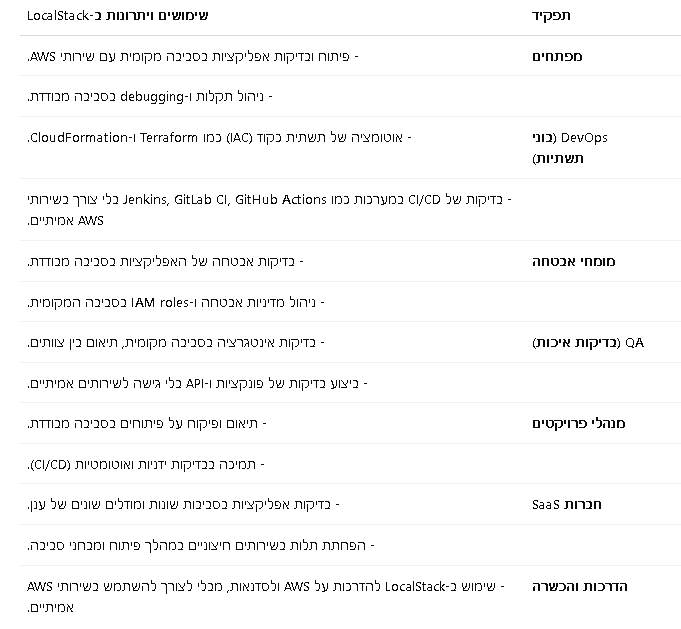 תפקיד	שימושים ויתרונות ב-LocalStack
מפתחים	- פיתוח ובדיקות אפליקציות בסביבה מקומית עם שירותי AWS.
- ניהול תקלות ו-debugging בסביבה מבודדת.
DevOps (בוני	- אוטומציה של תשתית כקוד (IAC) כמו Terraform ו-CloudFormation.
תשתיות)
- בדיקות של CI/CD במערכות כמו Jenkins, GitLab CI, GitHub Actions בלי צורך בשירותי
AWS אמיתיים.
מומחי אבטחה	- בדיקות אבטחה של האפליקציות בסביבה מבודדת.
- ניהול מדיניות אבטחה ו-IAM roles בסביבה המקומית.
QA (בדיקות איכות)	- בדיקות אינטגרציה בסביבה מקומית, תיאום בין צוותים.
- ביצוע בדיקות של פונקציות ו-API בלי גישה לשירותים אמיתיים.
מנהלי פרויקטים	- תיאום ופיקוח על פיתוחים בסביבה מבודדת.
- תמיכה בבדיקות ידניות ואוטומטיות (CI/CD).
חברות SaaS	- בדיקות אפליקציות בסביבות שונות ומודלים שונים של ענן.
- הפחתת תלות בשירותים חיצוניים במהלך פיתוח ומבחני סביבה.
הדרכות והכשרה	- שימוש ב-LocalStack להדרכות על AWS ולסדנאות, מבלי לצורך להשתמש בשירותי AWS
אמיתיים.